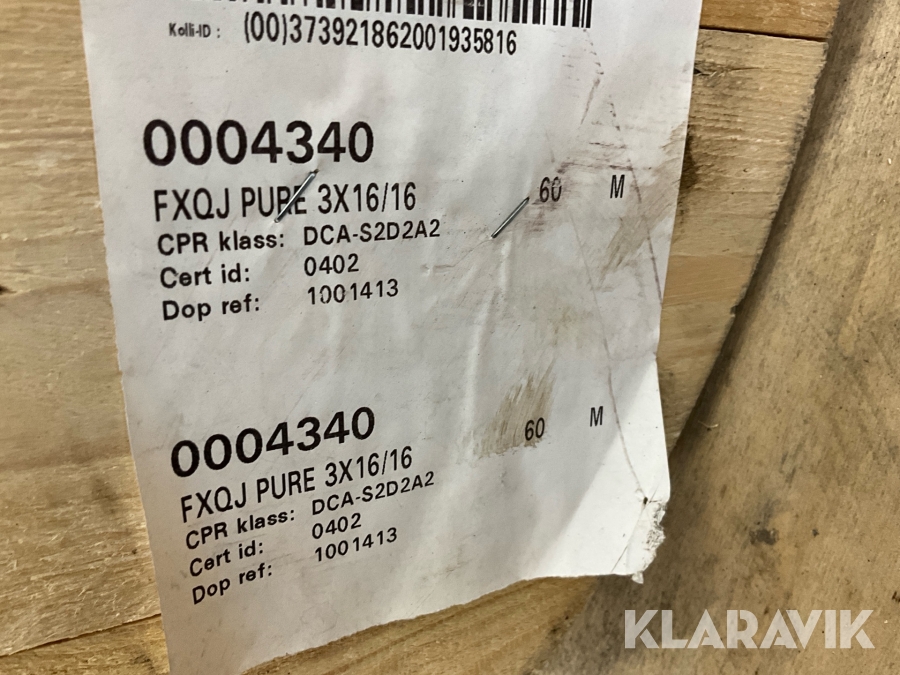 Kolli-ID : (00)373921862001935816
0004340
FXQJ PURE 3X16/16 60 M
CPR klass: DCA-S2D2A2
Cert id: 0402
Dop ref: 1001413
0004340
FXQJ PURE 3X16/16 60 M
CPR klass: DCA-S2D2A2
Cert id: 0402
Dop ref: 1001413
KLARAVIK